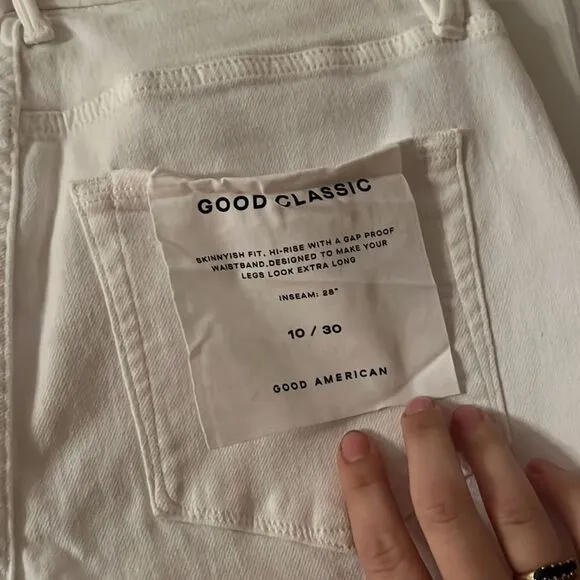 GOOD CLASSIC
SKINNYISH FIT, HI-RISE WITH A GAP PROOF
WAISTBAND.DESIGNED TO MAKE YOUR
LEGS LOOK EXTRA LONG
INSEAM: 28"
10 / 30
GOOD AMERICAN